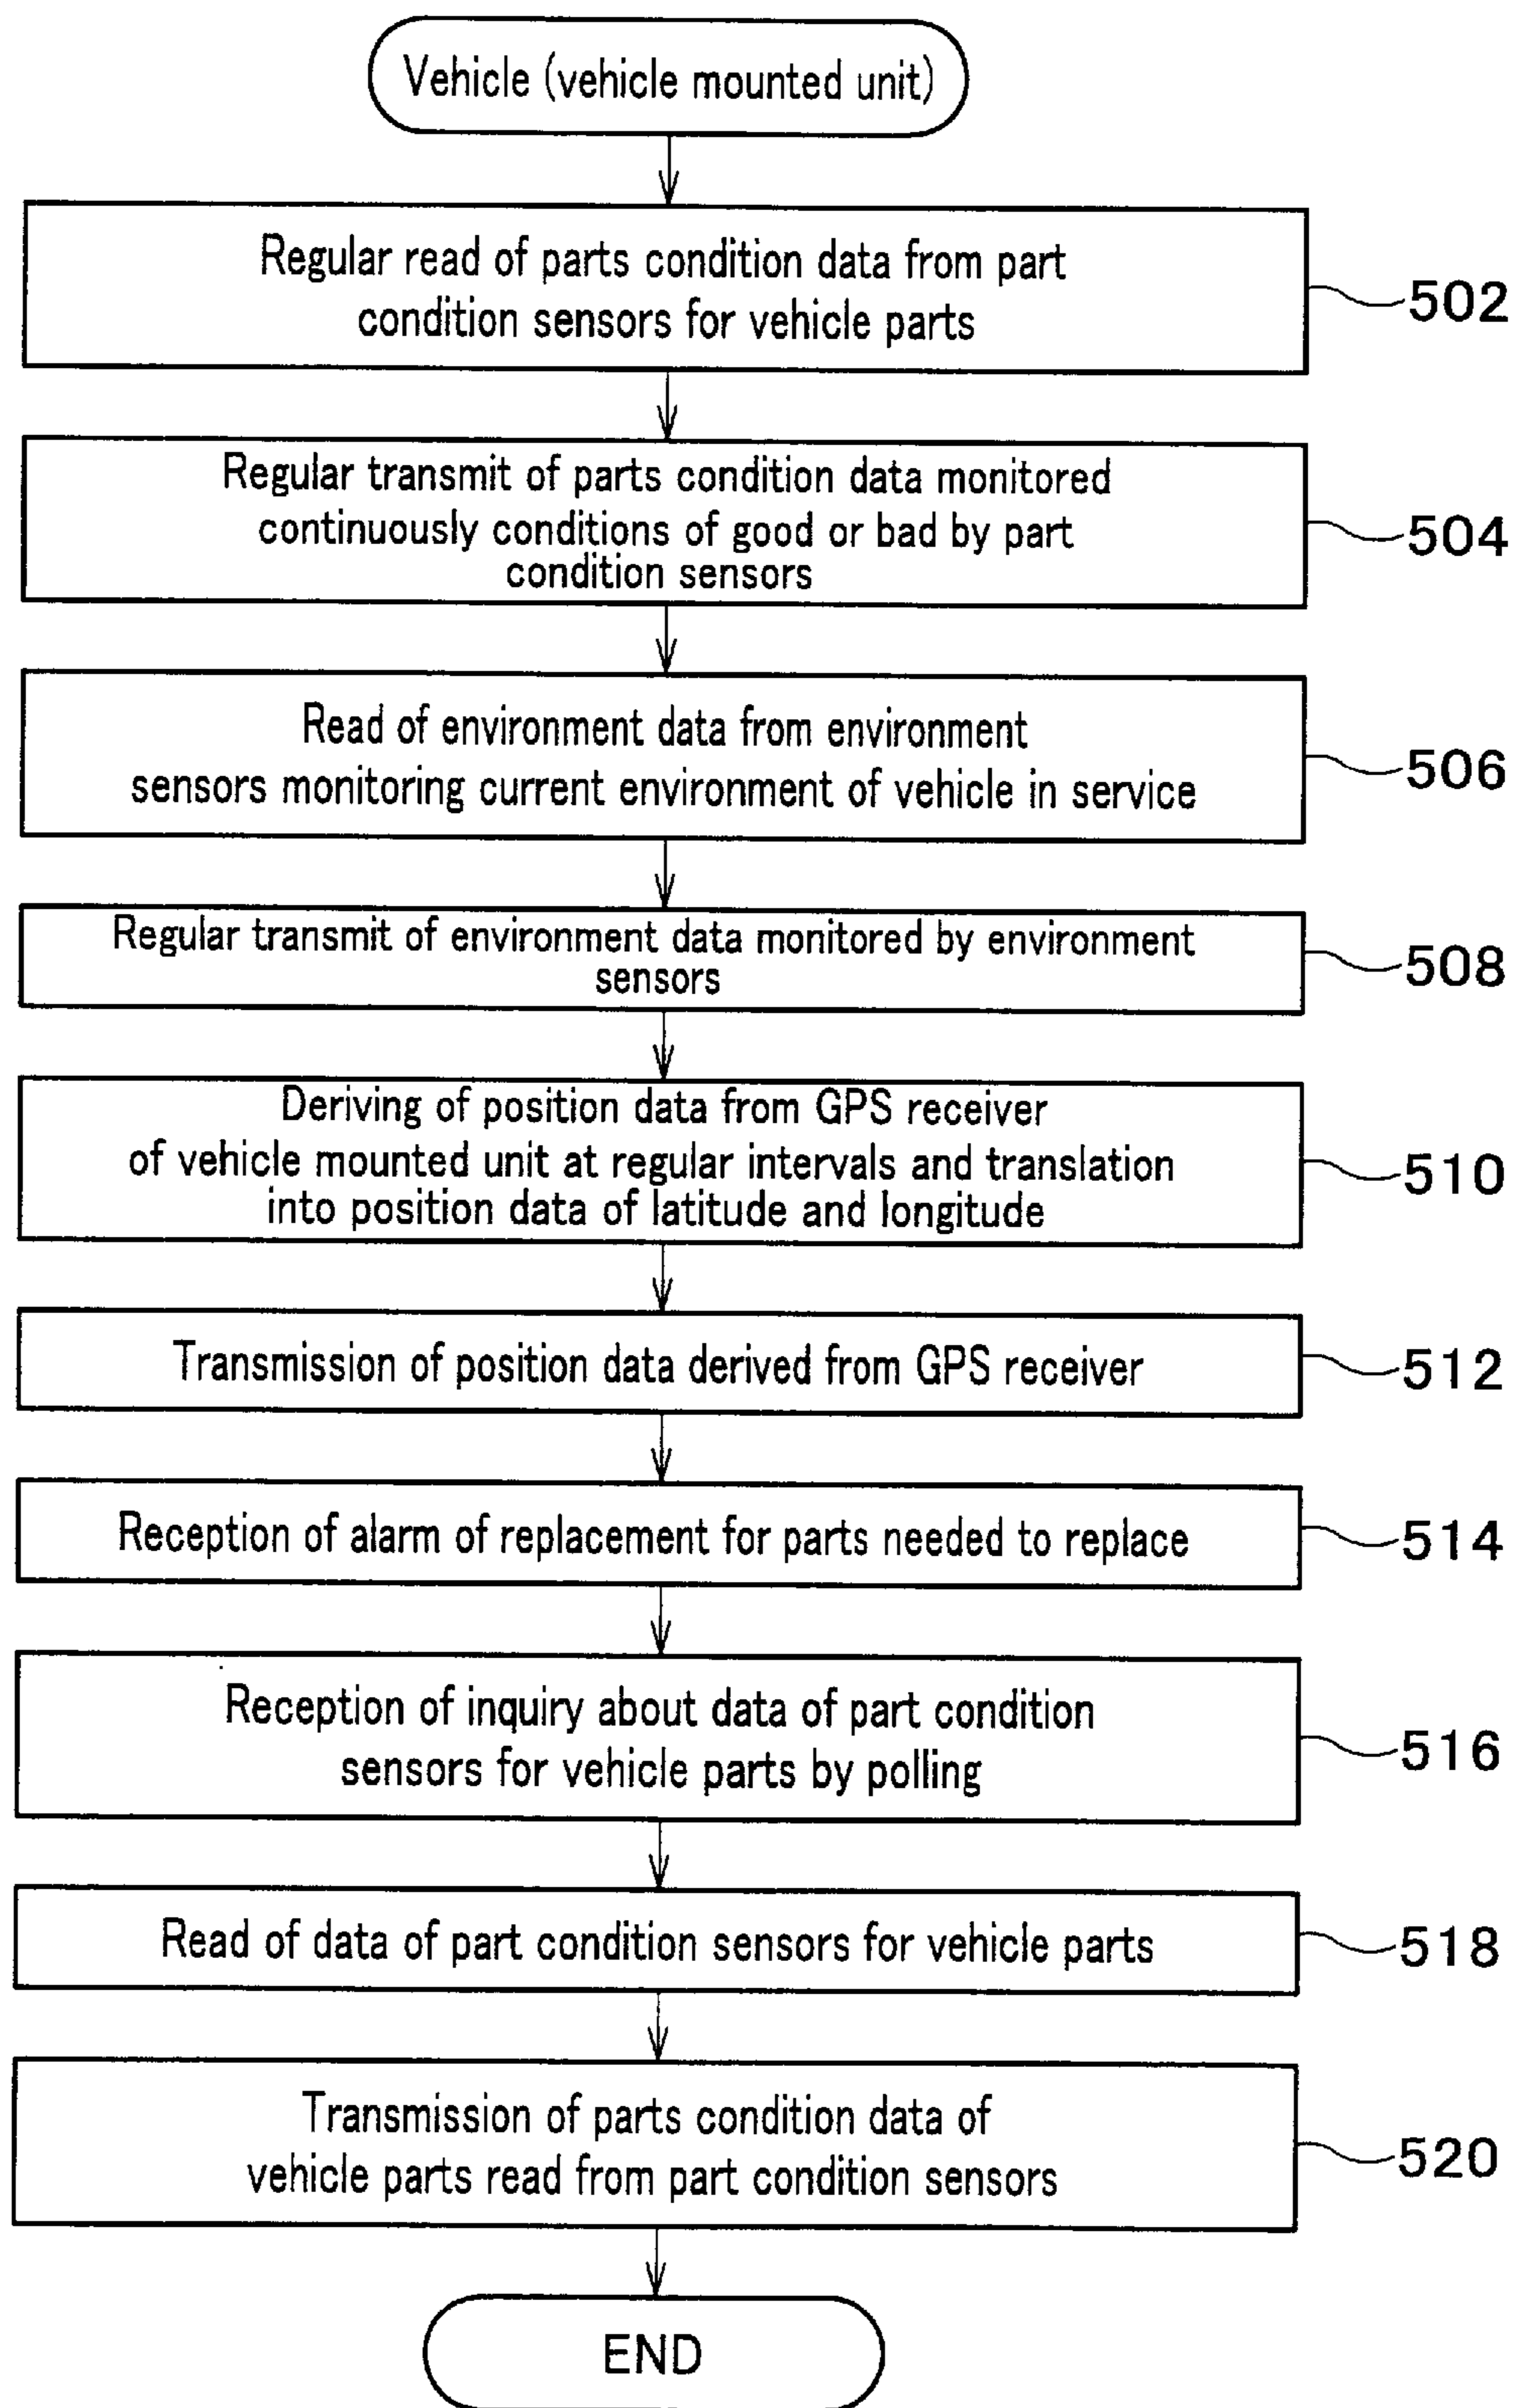 Vehicle (vehicle mounted unit)
Regular read of parts condition data from part
condition sensors for vehicle parts
502
Regular transmit of parts condition data monitored
continuously conditions of good or bad by part
condition sensors
504
Read of environment data from environment
sensors monitoring current environment of vehicle in service
506
Regular transmit of environment data monitored by environment
sensors
508
Deriving of position data from GPS receiver
of vehicle mounted unit at regular intervals and translation
into position data of latitude and longitude
510
Transmission of position data derived from GPS receiver
512
Reception of alarm of replacement for parts needed to replace
514
Reception of inquiry about data of part condition
sensors for vehicle parts by polling
516
Read of data of part condition sensors for vehicle parts
518
Transmission of parts condition data of
vehicle parts read from part condition sensors
520
END